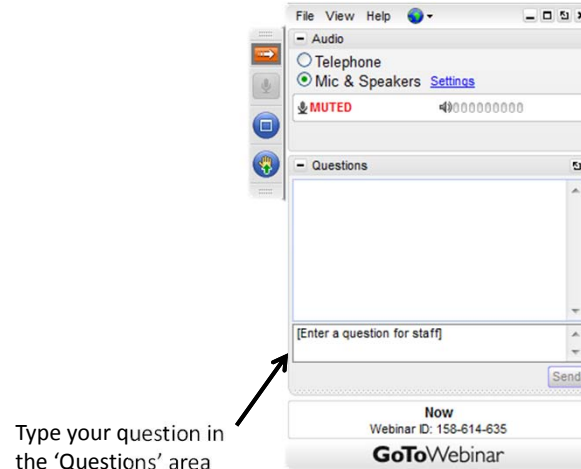 File View Help
Audio
Telephone
Mic & Speakers Settings
MUTED
Questions
[Enter a question for staff]
Send
Now
Webinar ID: 158-614-635
GoToWebinar
Type your question in
the ‘Questions’ area